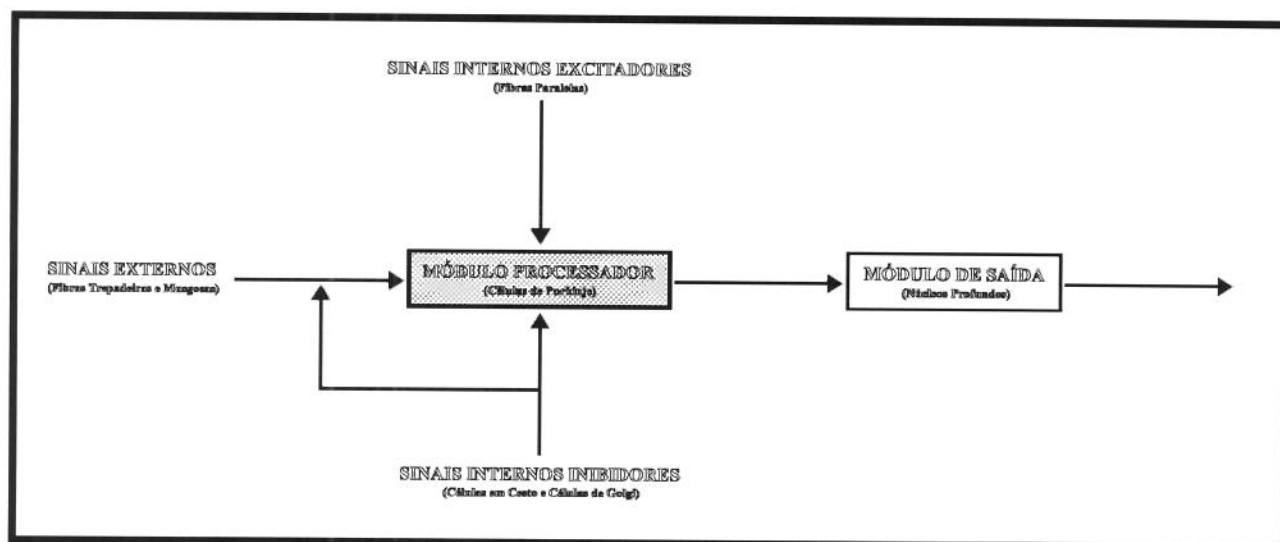 SINAIS INTERNOS EXCITADORES
(Fibras Paralelas)
SINAIS EXTERNOS
(Fibras Trepadeiras e Musgosas)
MÓDULO PROCESSADOR
(Células de Purkinje)
MÓDULO DE SAÍDA
(Núcleos Profundos)
SINAIS INTERNOS INIBIDORES
(Células em Cesto e Células de Golgi)